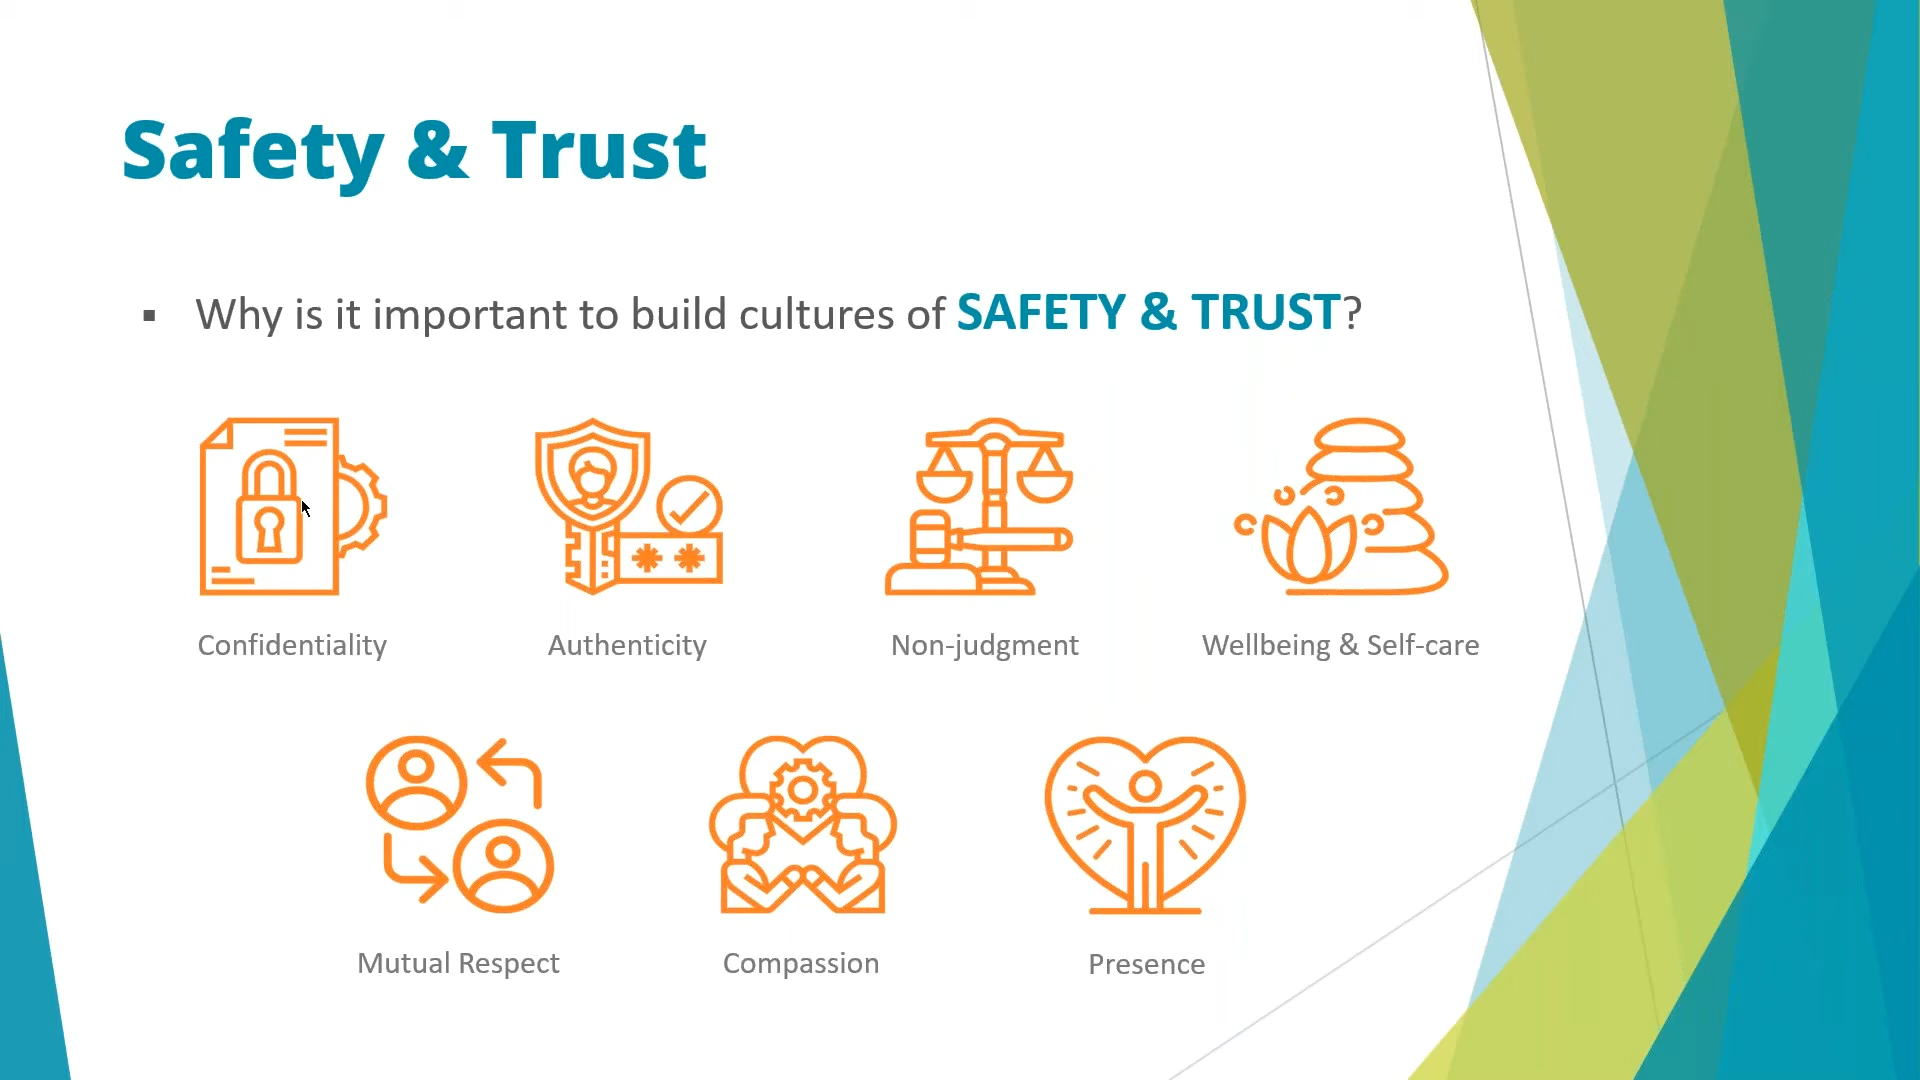 Safety & Trust
▪ Why is it important to build cultures of SAFETY & TRUST?
Confidentiality
Authenticity
Non-judgment
Wellbeing & Self-care
Mutual Respect
Compassion
Presence